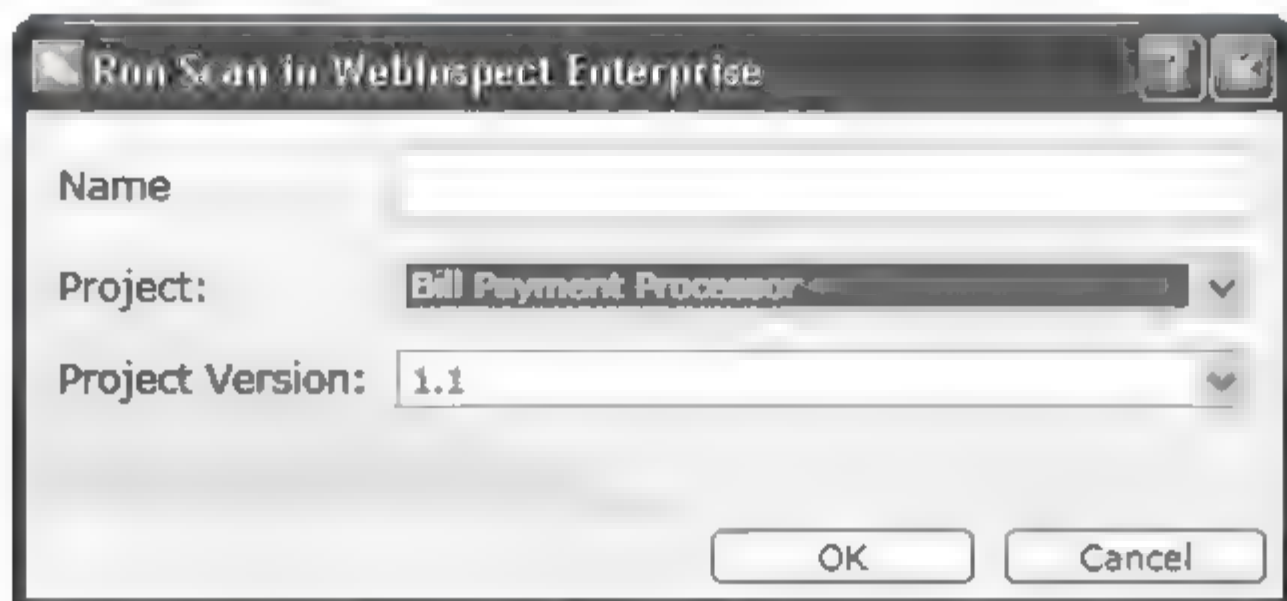 Run Scan in WebInspect Enterprise
Name
Project: Bill Payment Processor
Project Version: 1.1
OK Cancel